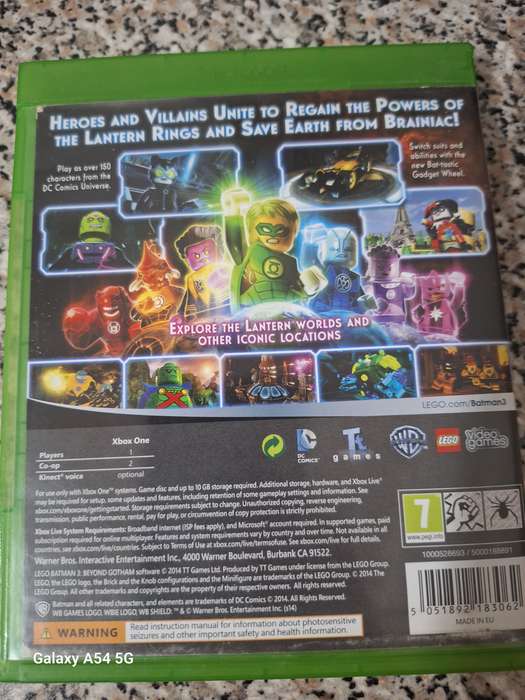 HEROES AND VILLAINS UNITE TO REGAIN THE POWERS OF
THE LANTERN RINGS AND SAVE EARTH FROM BRAINIAC!
Play as over 150
characters from the
DC Comics Universe.
Switch suits and
abilities with the
new Bat-tastic
Gadget Wheel.
EXPLORE THE LANTERN WORLDS AND
OTHER ICONIC LOCATIONS
LEGO.com/Batman3
Xbox One
Players 1
Co-op 2
Kinect® voice optional
DC
COMICS™
Tt
games
WB
LEGO
video
games
For use only with Xbox One™ systems. Game disc and up to 10 GB storage required. Additional storage, hardware, and Xbox Live®
may be required for setup, some updates and features, including retention of some gameplay settings and information. See
xbox.com/xboxone/gettingstarted. Storage requirements subject to change. Unauthorized copying, reverse engineering,
transmission, public performance, rental, pay for play, or circumvention of copy protection is strictly prohibited.
Xbox Live System Requirements: Broadband internet (ISP fees apply), and Microsoft® account required. In supported games, paid
subscription required for online multiplayer. Features and system requirements vary by country and over time. Not available in all
countries, see xbox.com/live/countries. Subject to Terms of Use at xbox.com/live/termsofuse. See xbox.com/live for full details.
Warner Bros. Interactive Entertainment Inc., 4000 Warner Boulevard, Burbank CA 91522.
LEGO BATMAN 3: BEYOND GOTHAM software © 2014 TT Games Ltd. Produced by TT Games under license from the LEGO Group.
LEGO, the LEGO logo, the Brick and the Knob configurations and the Minifigure are trademarks of the LEGO Group. © 2014 The
LEGO Group. All other trademarks and copyrights are the property of their respective owners. All rights reserved.
Batman and all related characters, and elements are trademarks of DC Comics © 2014. All Rights Reserved.
WB GAMES LOGO, WBIE LOGO, WB SHIELD: ™ & © Warner Bros. Entertainment Inc. (s14)
7
www.pegi.info
1000528693 / 5000188891
5 051892 183062
MADE IN EU
WARNING
Read instruction manual for information about photosensitive
seizures and other important safety and health information.
Galaxy A54 5G